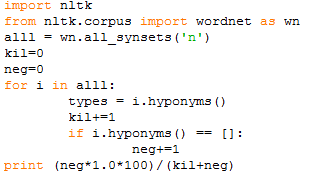 import nltk
from nltk.corpus import wordnet as wn
alll = wn.all_synsets('n')
kil=0
neg=0
for i in alll:
        types = i.hyponyms()
        kil+=1
        if i.hyponyms() == []:
                neg+=1
print (neg*1.0*100)/(kil+neg)